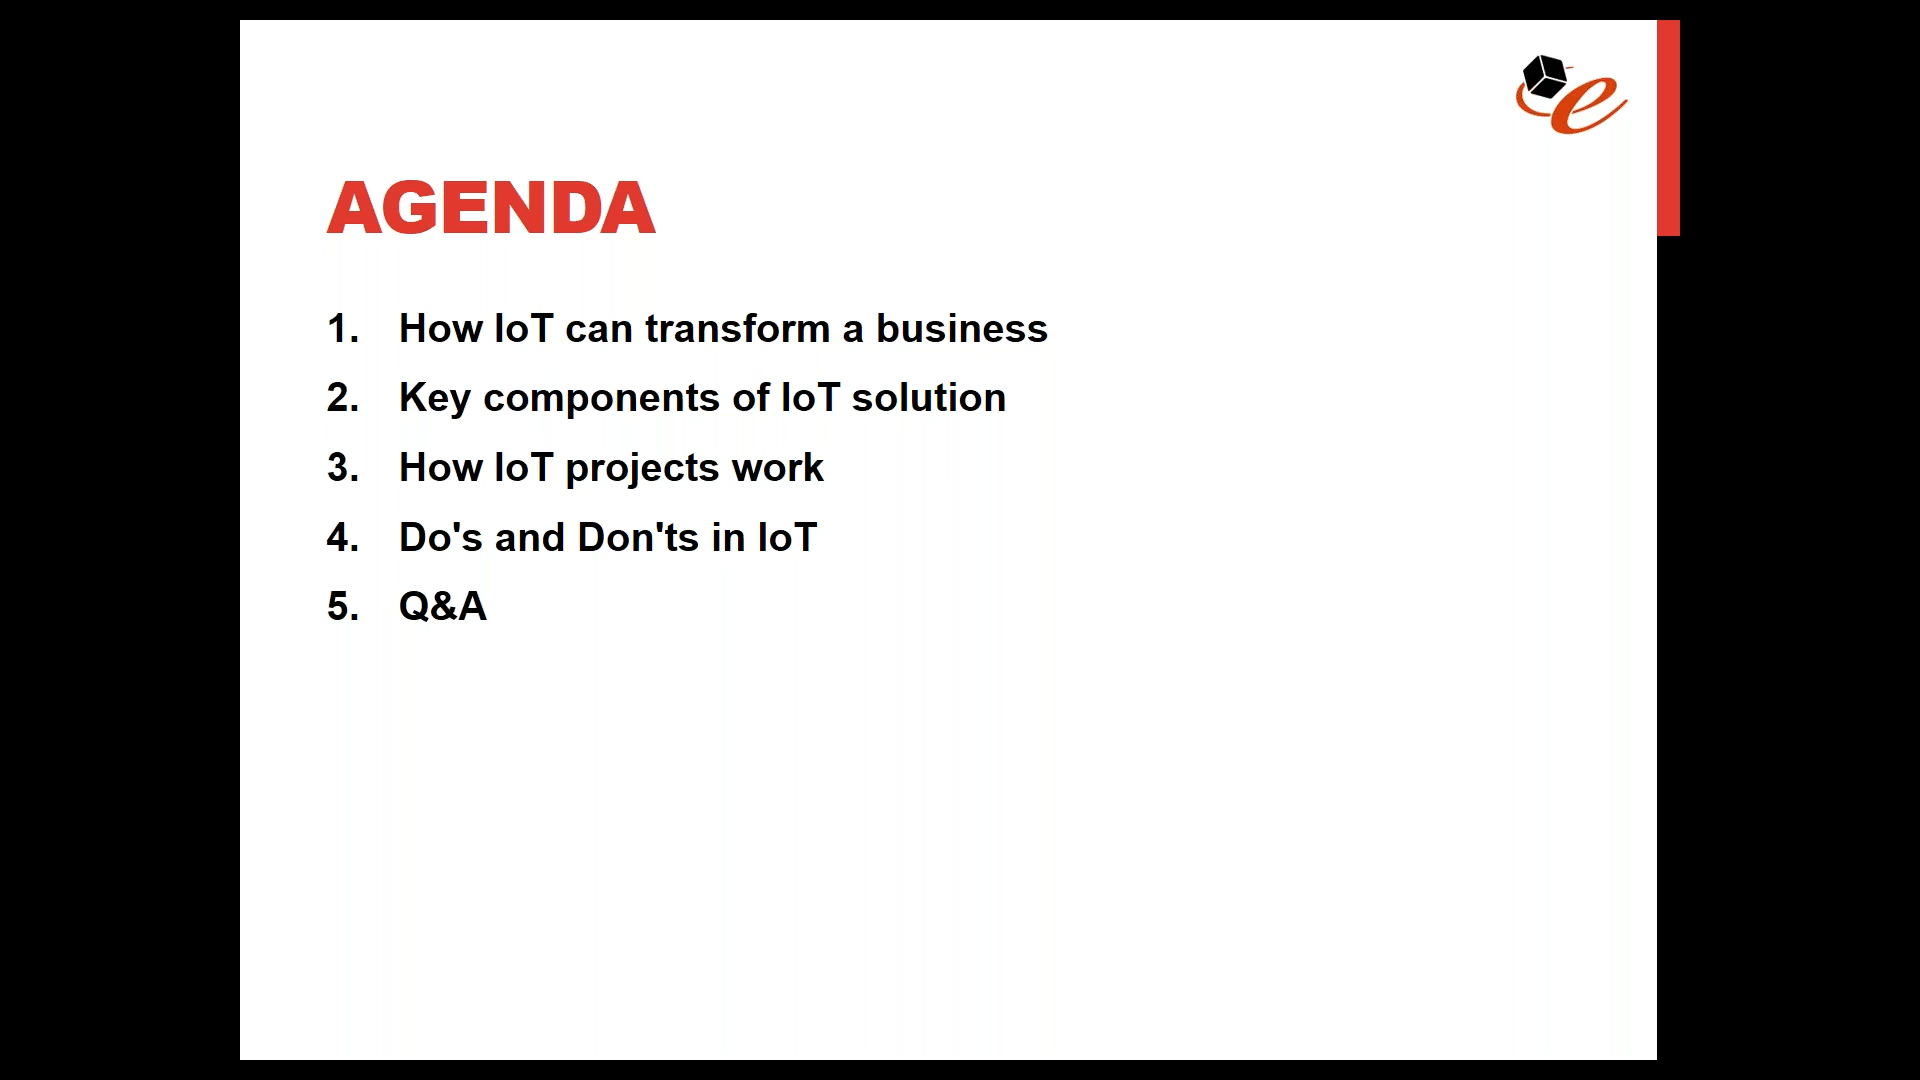 e
AGENDA
1. How IoT can transform a business
2. Key components of IoT solution
3. How IoT projects work
4. Do's and Don'ts in IoT
5. Q&A